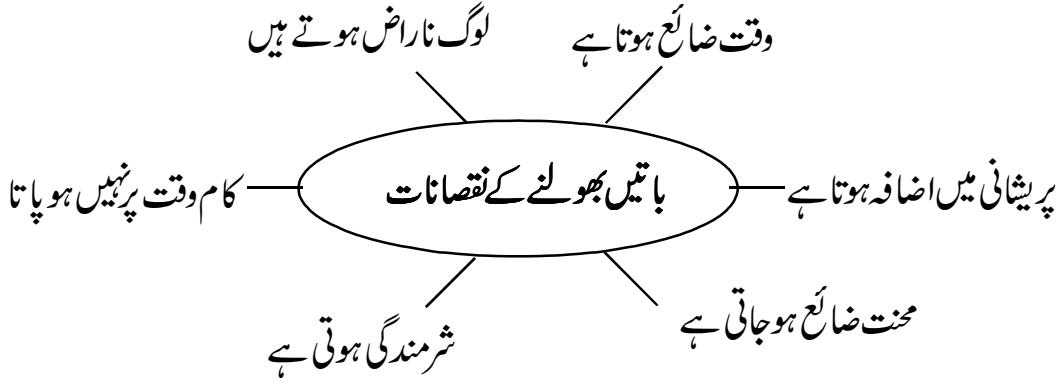 وقت ضائع ہوتا ہے
لوگ ناراض ہوتے ہیں
پریشانی میں اضافہ ہوتا ہے
باتیں بھولنے کے نقصانات
کام وقت پر نہیں ہو پاتا
محنت ضائع ہوجاتی ہے
شرمندگی ہوتی ہے